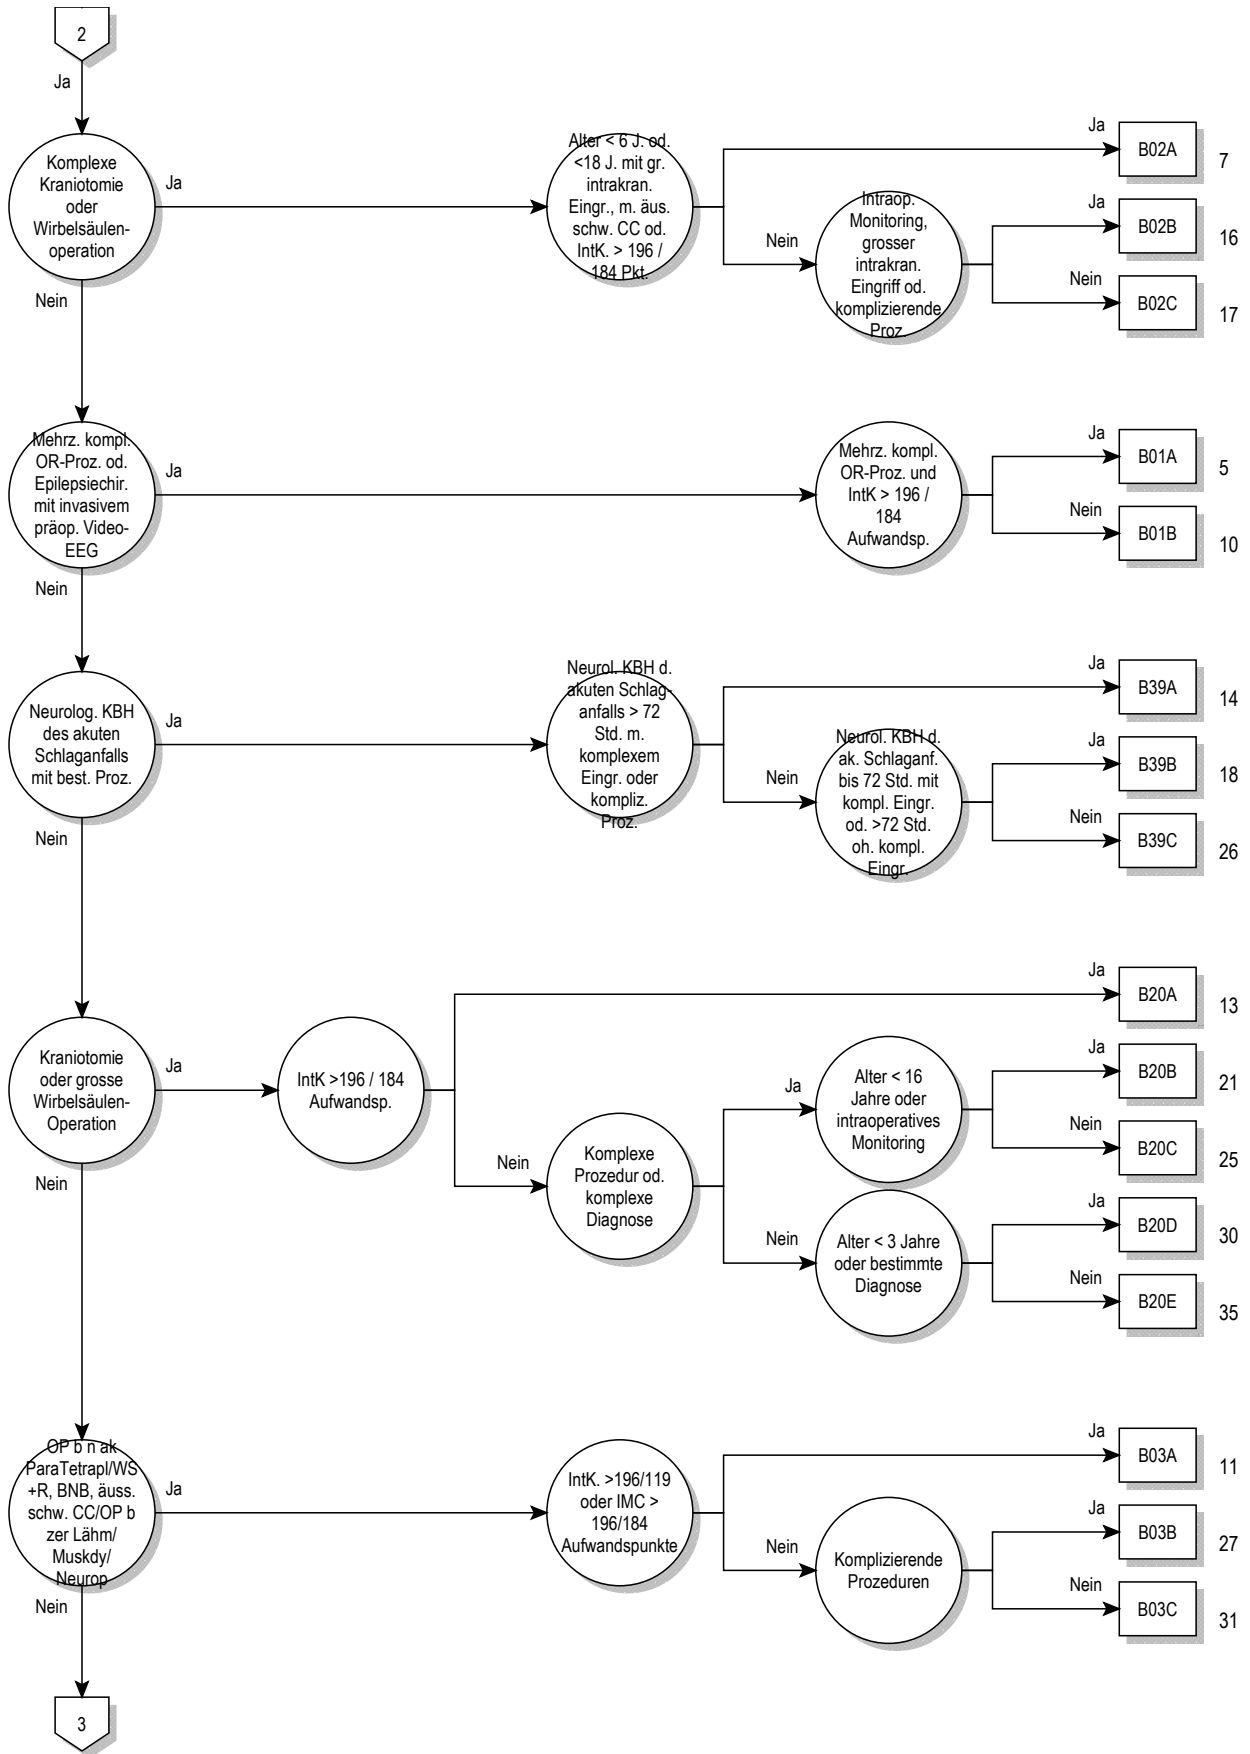 2
Ja
Komplexe
Kraniotomie
oder
Wirbelsäulen-
operation
Ja
Nein
Alter < 6 J. od.
<18 J. mit gr.
intrakran.
Eingr., m. äus.
schw. CC od.
IntK. > 196 /
184 Pkt.
Ja
B02A
7
Nein
Intraop.
Monitoring,
grosser
intrakran.
Eingriff od.
komplizierende
Proz.
Ja
B02B
16
Nein
B02C
17
Mehrz. kompl.
OR-Proz. od.
Epilepsiechir.
mit invasivem
präop. Video-
EEG
Ja
Nein
Mehrz. kompl.
OR-Proz. und
IntK > 196 /
184
Aufwandsp.
Ja
B01A
5
Nein
B01B
10
Neurolog. KBH
des akuten
Schlaganfalls
mit best. Proz.
Ja
Nein
Neurol. KBH d.
akuten Schlag-
anfalls > 72
Std. m.
komplexem
Eingr. oder
kompliz.
Proz.
Ja
B39A
14
Nein
Neurol. KBH d.
ak. Schlaganf.
bis 72 Std. mit
kompl. Eingr.
od. >72 Std.
oh. kompl.
Eingr.
Ja
B39B
18
Nein
B39C
26
Kraniotomie
oder grosse
Wirbelsäulen-
Operation
Ja
Nein
IntK >196 / 184
Aufwandsp.
Ja
B20A
13
Nein
Komplexe
Prozedur od.
komplexe
Diagnose
Ja
Alter < 16
Jahre oder
intraoperatives
Monitoring
Ja
B20B
21
Nein
B20C
25
Nein
Alter < 3 Jahre
oder bestimmte
Diagnose
Ja
B20D
30
Nein
B20E
35
OP b n ak
ParaTetrapl/WS
+R, BNB, äuss.
schw. CC/OP b
zer Lähm/
Muskdy/
Neurop
Ja
Nein
IntK. >196/119
oder IMC >
196/184
Aufwandspunkte
Ja
B03A
11
Nein
Komplizierende
Prozeduren
Ja
B03B
27
Nein
B03C
31
3